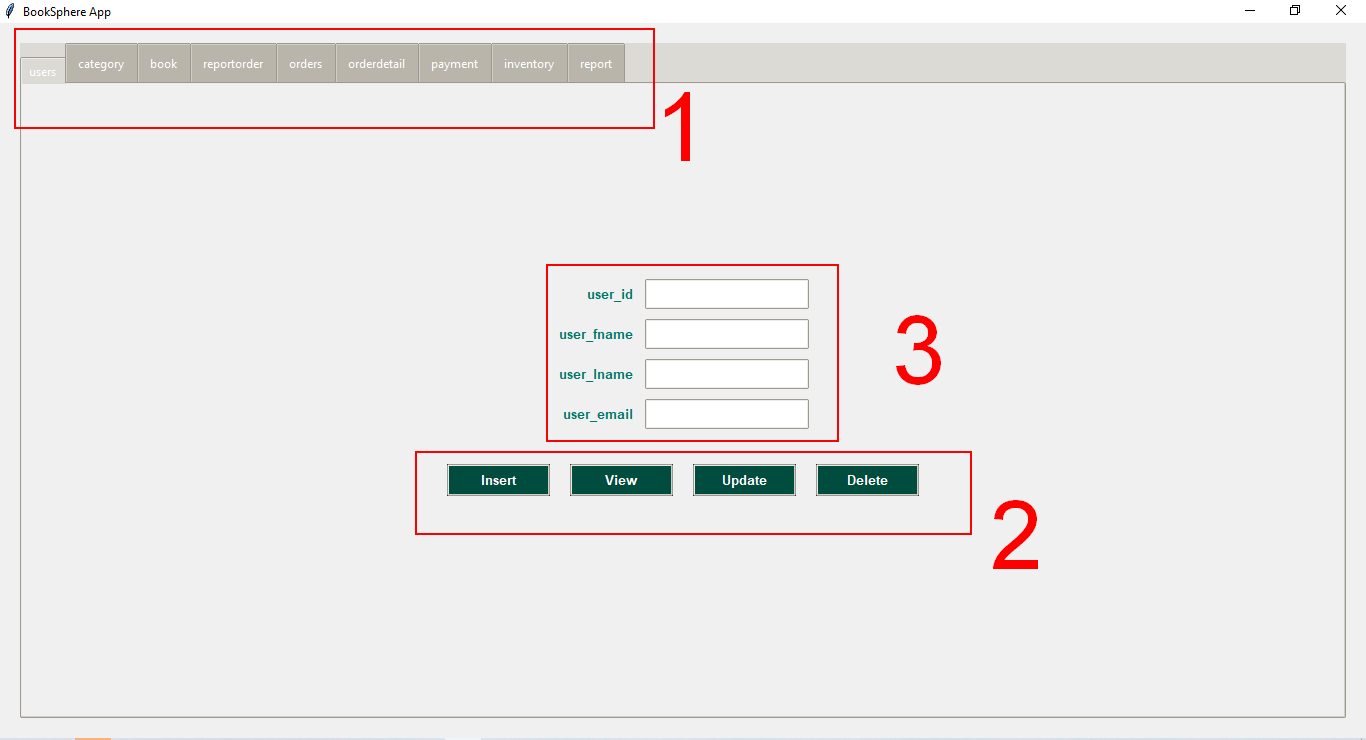 BookSphere App
users category book reportorder orders orderdetail payment inventory report
1
user_id
user_fname
3
user_lname
user_email
Insert View Update Delete
2